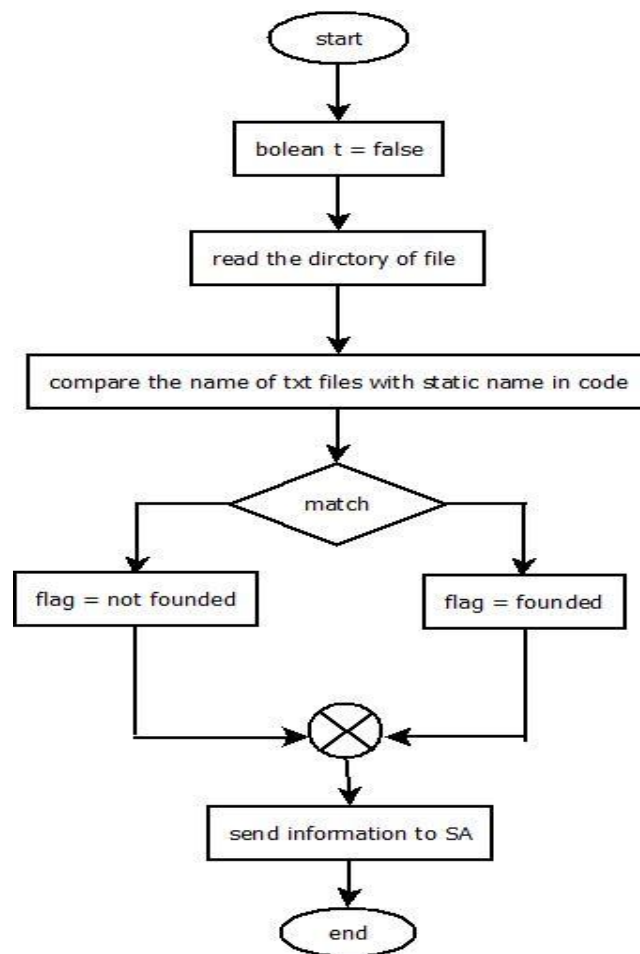 start
bolean t = false
read the dirctory of file
compare the name of txt files with static name in code
match
flag = not founded
flag = founded
send information to SA
end